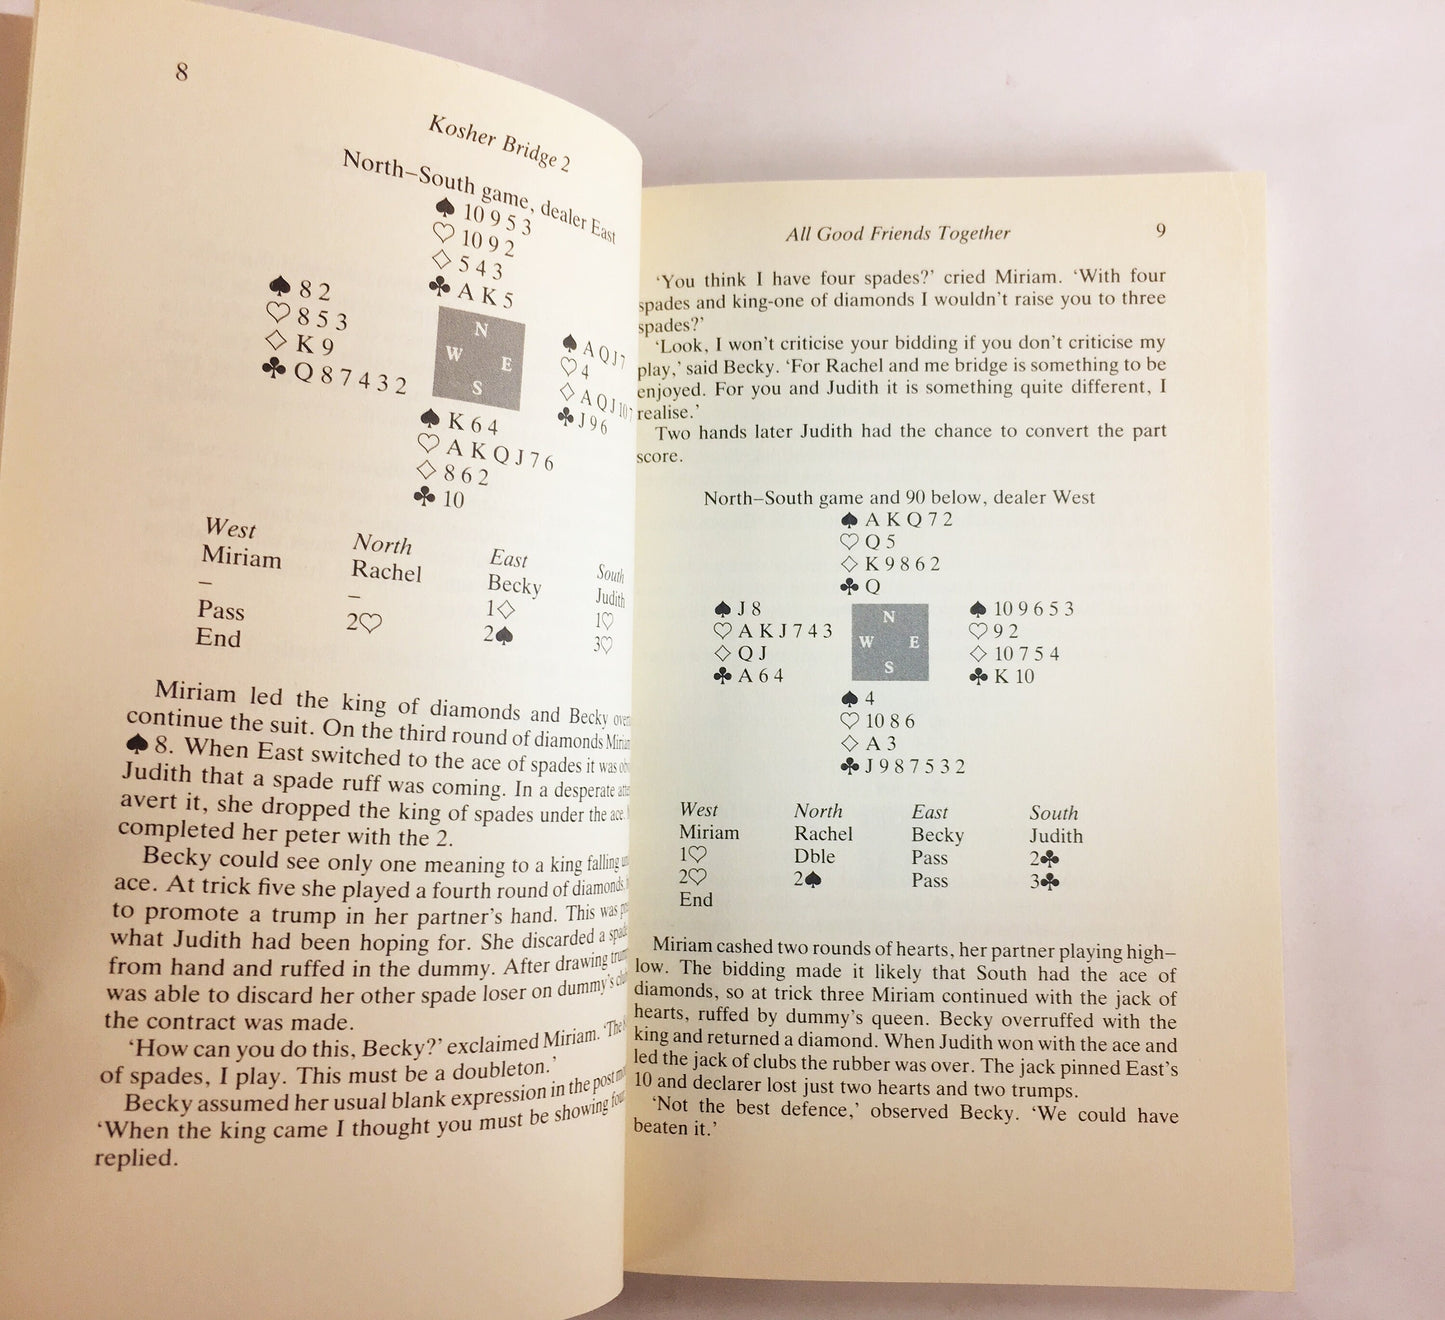 8
Kosher Bridge 2
North–South game, dealer East
♠ 10 9 5 3
♡ 10 9 2
◇ 5 4 3
♣ A K 5
♠ 8 2
♡ 8 5 3
◇ K 9
♣ Q 8 7 4 3 2
N
W E
S
♠ A Q J 7
♡ 4
◇ A Q J 10 7
♣ J 9 6
♠ K 6 4
♡ A K Q J 7 6
◇ 8 6 2
♣ 10
West North East South
Miriam Rachel Becky Judith
– – 1◇ 1♡
Pass 2♡ 2♠ 3♡
End
Miriam led the king of diamonds and Becky
continue the suit. On the third round of diamonds Miriam
♠ 8. When East switched to the ace of spades it was
Judith that a spade ruff was coming. In a desperate
avert it, she dropped the king of spades under the ace.
completed her peter with the 2.
Becky could see only one meaning to a king falling
ace. At trick five she played a fourth round of diamonds,
to promote a trump in her partner's hand. This was
what Judith had been hoping for. She discarded a spade
from hand and ruffed in the dummy. After drawing
was able to discard her other spade loser on dummy's
the contract was made.
'How can you do this, Becky?' exclaimed Miriam. 'The
of spades, I play. This must be a doubleton.'
Becky assumed her usual blank expression in the post
'When the king came I thought you must be showing
replied.
All Good Friends Together 9
'You think I have four spades?' cried Miriam. 'With four
spades and king-one of diamonds I wouldn't raise you to three
spades?'
'Look, I won't criticise your bidding if you don't criticise my
play,' said Becky. 'For Rachel and me bridge is something to be
enjoyed. For you and Judith it is something quite different, I
realise.'
Two hands later Judith had the chance to convert the part
score.
North–South game and 90 below, dealer West
♠ A K Q 7 2
♡ Q 5
◇ K 9 8 6 2
♣ Q
♠ J 8
♡ A K J 7 4 3
◇ Q J
♣ A 6 4
N
W E
S
♠ 10 9 6 5 3
♡ 9 2
◇ 10 7 5 4
♣ K 10
♠ 4
♡ 10 8 6
◇ A 3
♣ J 9 8 7 5 3 2
West North East South
Miriam Rachel Becky Judith
1♡ Dble Pass 2♣
2♡ 2♠ Pass 3♣
End
Miriam cashed two rounds of hearts, her partner playing high–
low. The bidding made it likely that South had the ace of
diamonds, so at trick three Miriam continued with the jack of
hearts, ruffed by dummy's queen. Becky overruffed with the
king and returned a diamond. When Judith won with the ace and
led the jack of clubs the rubber was over. The jack pinned East's
10 and declarer lost just two hearts and two trumps.
'Not the best defence,' observed Becky. 'We could have
beaten it.'